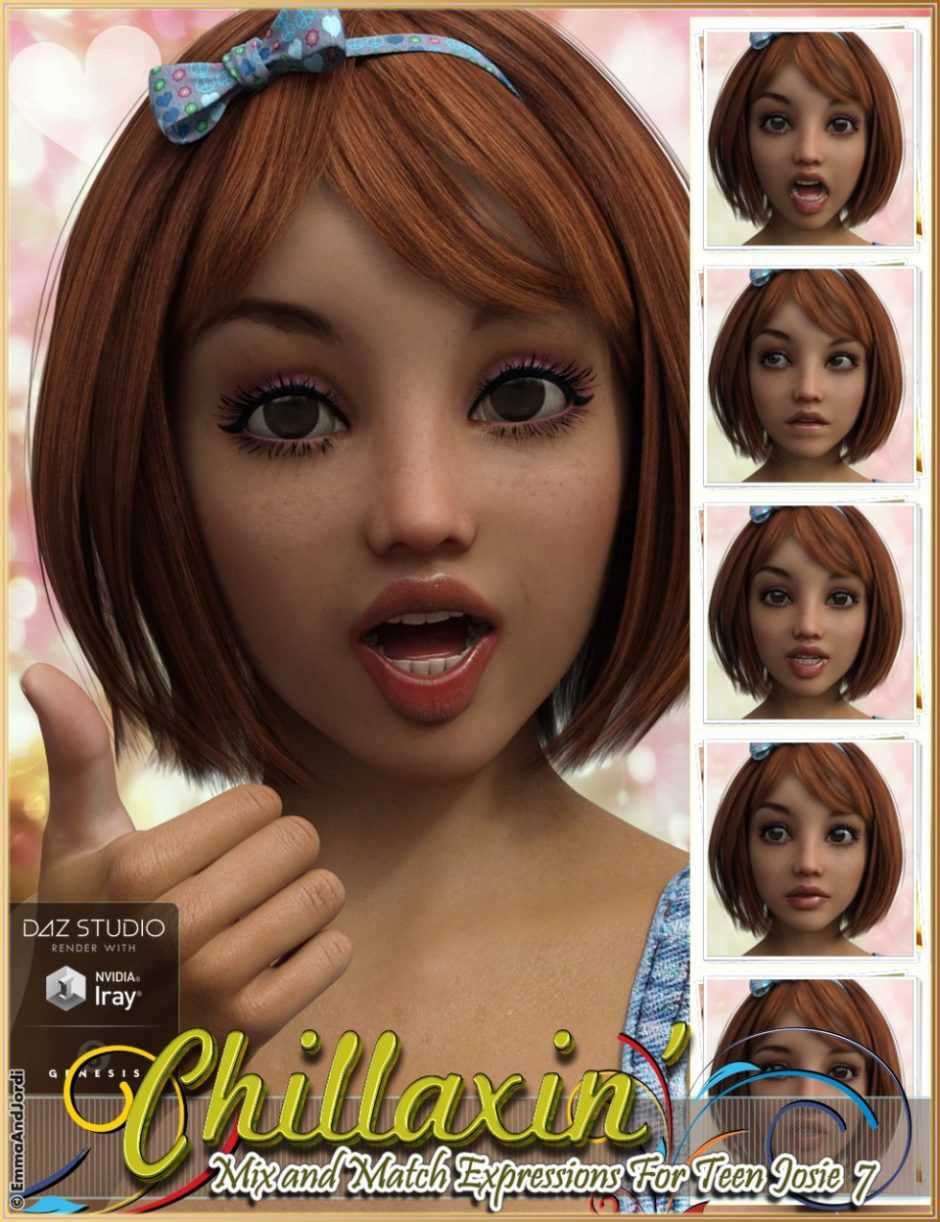 DAZ STUDIO
RENDER WITH
NVIDIA®
Iray®
GENESIS
Chillaxin'
Mix and Match Expressions For Teen Josie 7
© EmmaAndJordi